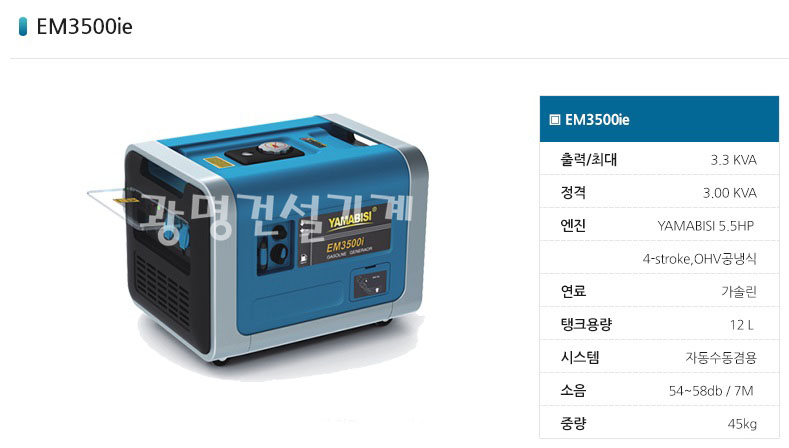 EM3500ie
광명건설기계
YAMABISI®
EM3500i
GASOLINE GENERAOR
▣ EM3500ie
출력/최대 3.3 KVA
정격 3.00 KVA
엔진 YAMABISI 5.5HP
4-stroke,OHV공냉식
연료 가솔린
탱크용량 12 L
시스템 자동수동겸용
소음 54~58db / 7M
중량 45kg